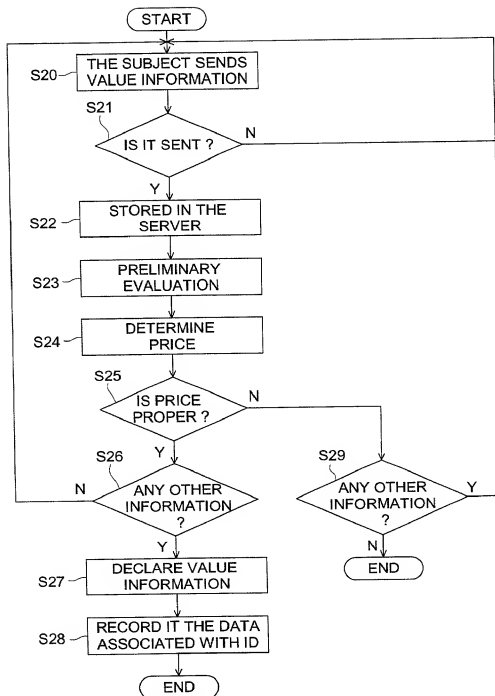 START
S20
THE SUBJECT SENDS
VALUE INFORMATION
S21
IS IT SENT ?
N
Y
S22
STORED IN THE
SERVER
S23
PRELIMINARY
EVALUATION
S24
DETERMINE
PRICE
S25
IS PRICE
PROPER ?
N
Y
S26
N
ANY OTHER
INFORMATION
?
Y
S29
ANY OTHER
INFORMATION
?
Y
N
END
S27
DECLARE VALUE
INFORMATION
S28
RECORD IT THE DATA
ASSOCIATED WITH ID
END